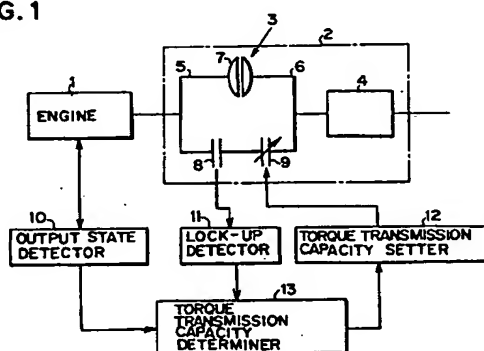 G. 1
3
2
7
5
6
4
1
ENGINE
8
9
10
OUTPUT STATE
DETECTOR
11
LOCK-UP
DETECTOR
12
TORQUE TRANSMISSION
CAPACITY SETTER
13
TORQUE
TRANSMISSION
CAPACITY
DETERMINER